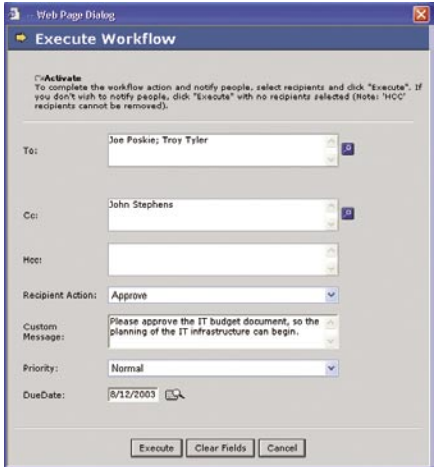 -- Web Page Dialog
Execute Workflow
Activate
To complete the workflow action and notify people, select recipients and click "Execute". If
you don't wish to notify people, click "Execute" with no recipients selected (Note: 'HCC'
recipients cannot be removed).
To: Joe Poskie; Troy Tyler
Cc: John Stephens
Hcc:
Recipient Action: Approve
Custom Message: Please approve the IT budget document, so the
planning of the IT infrastructure can begin.
Priority: Normal
DueDate: 8/12/2003
Execute Clear Fields Cancel